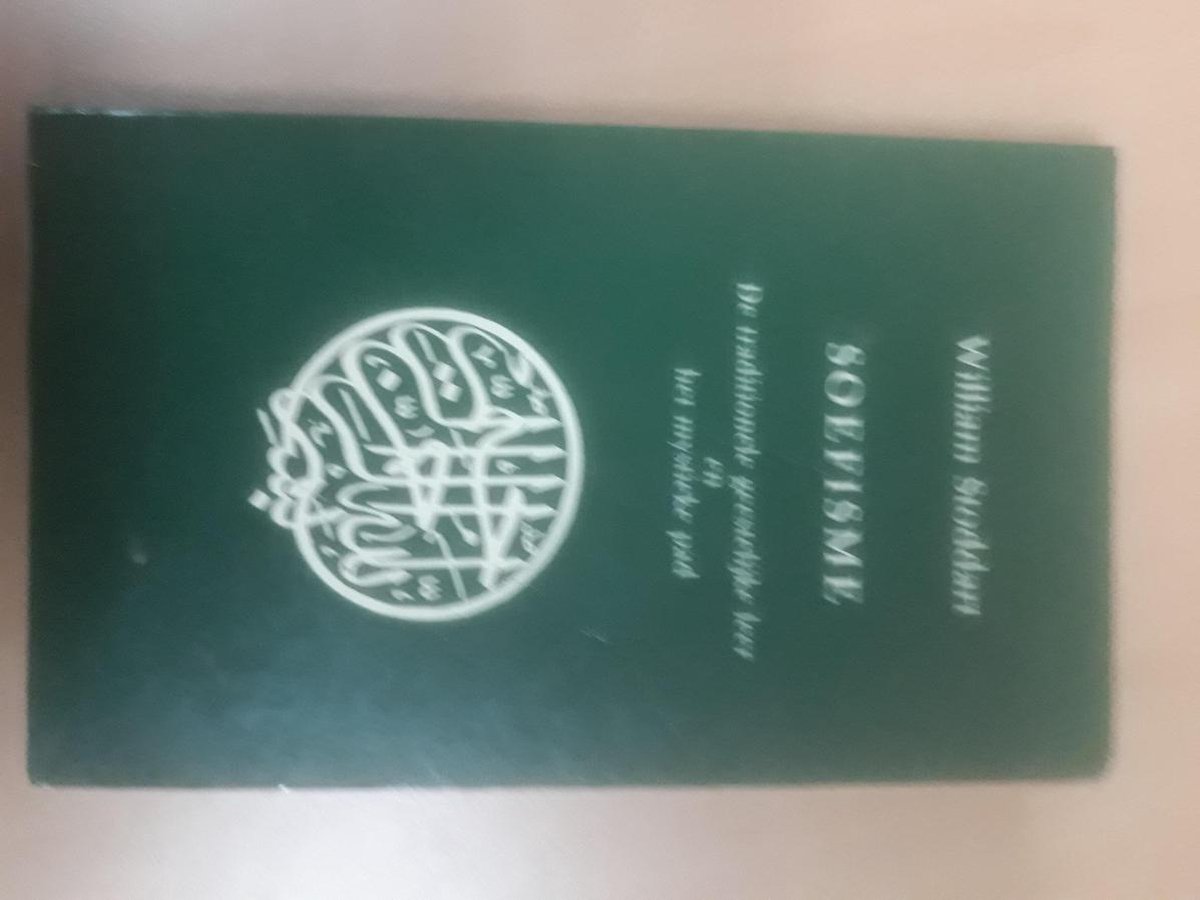 William Stoddart
SOEFISME
De traditionele geestelijke leer
en
het mystieke pad